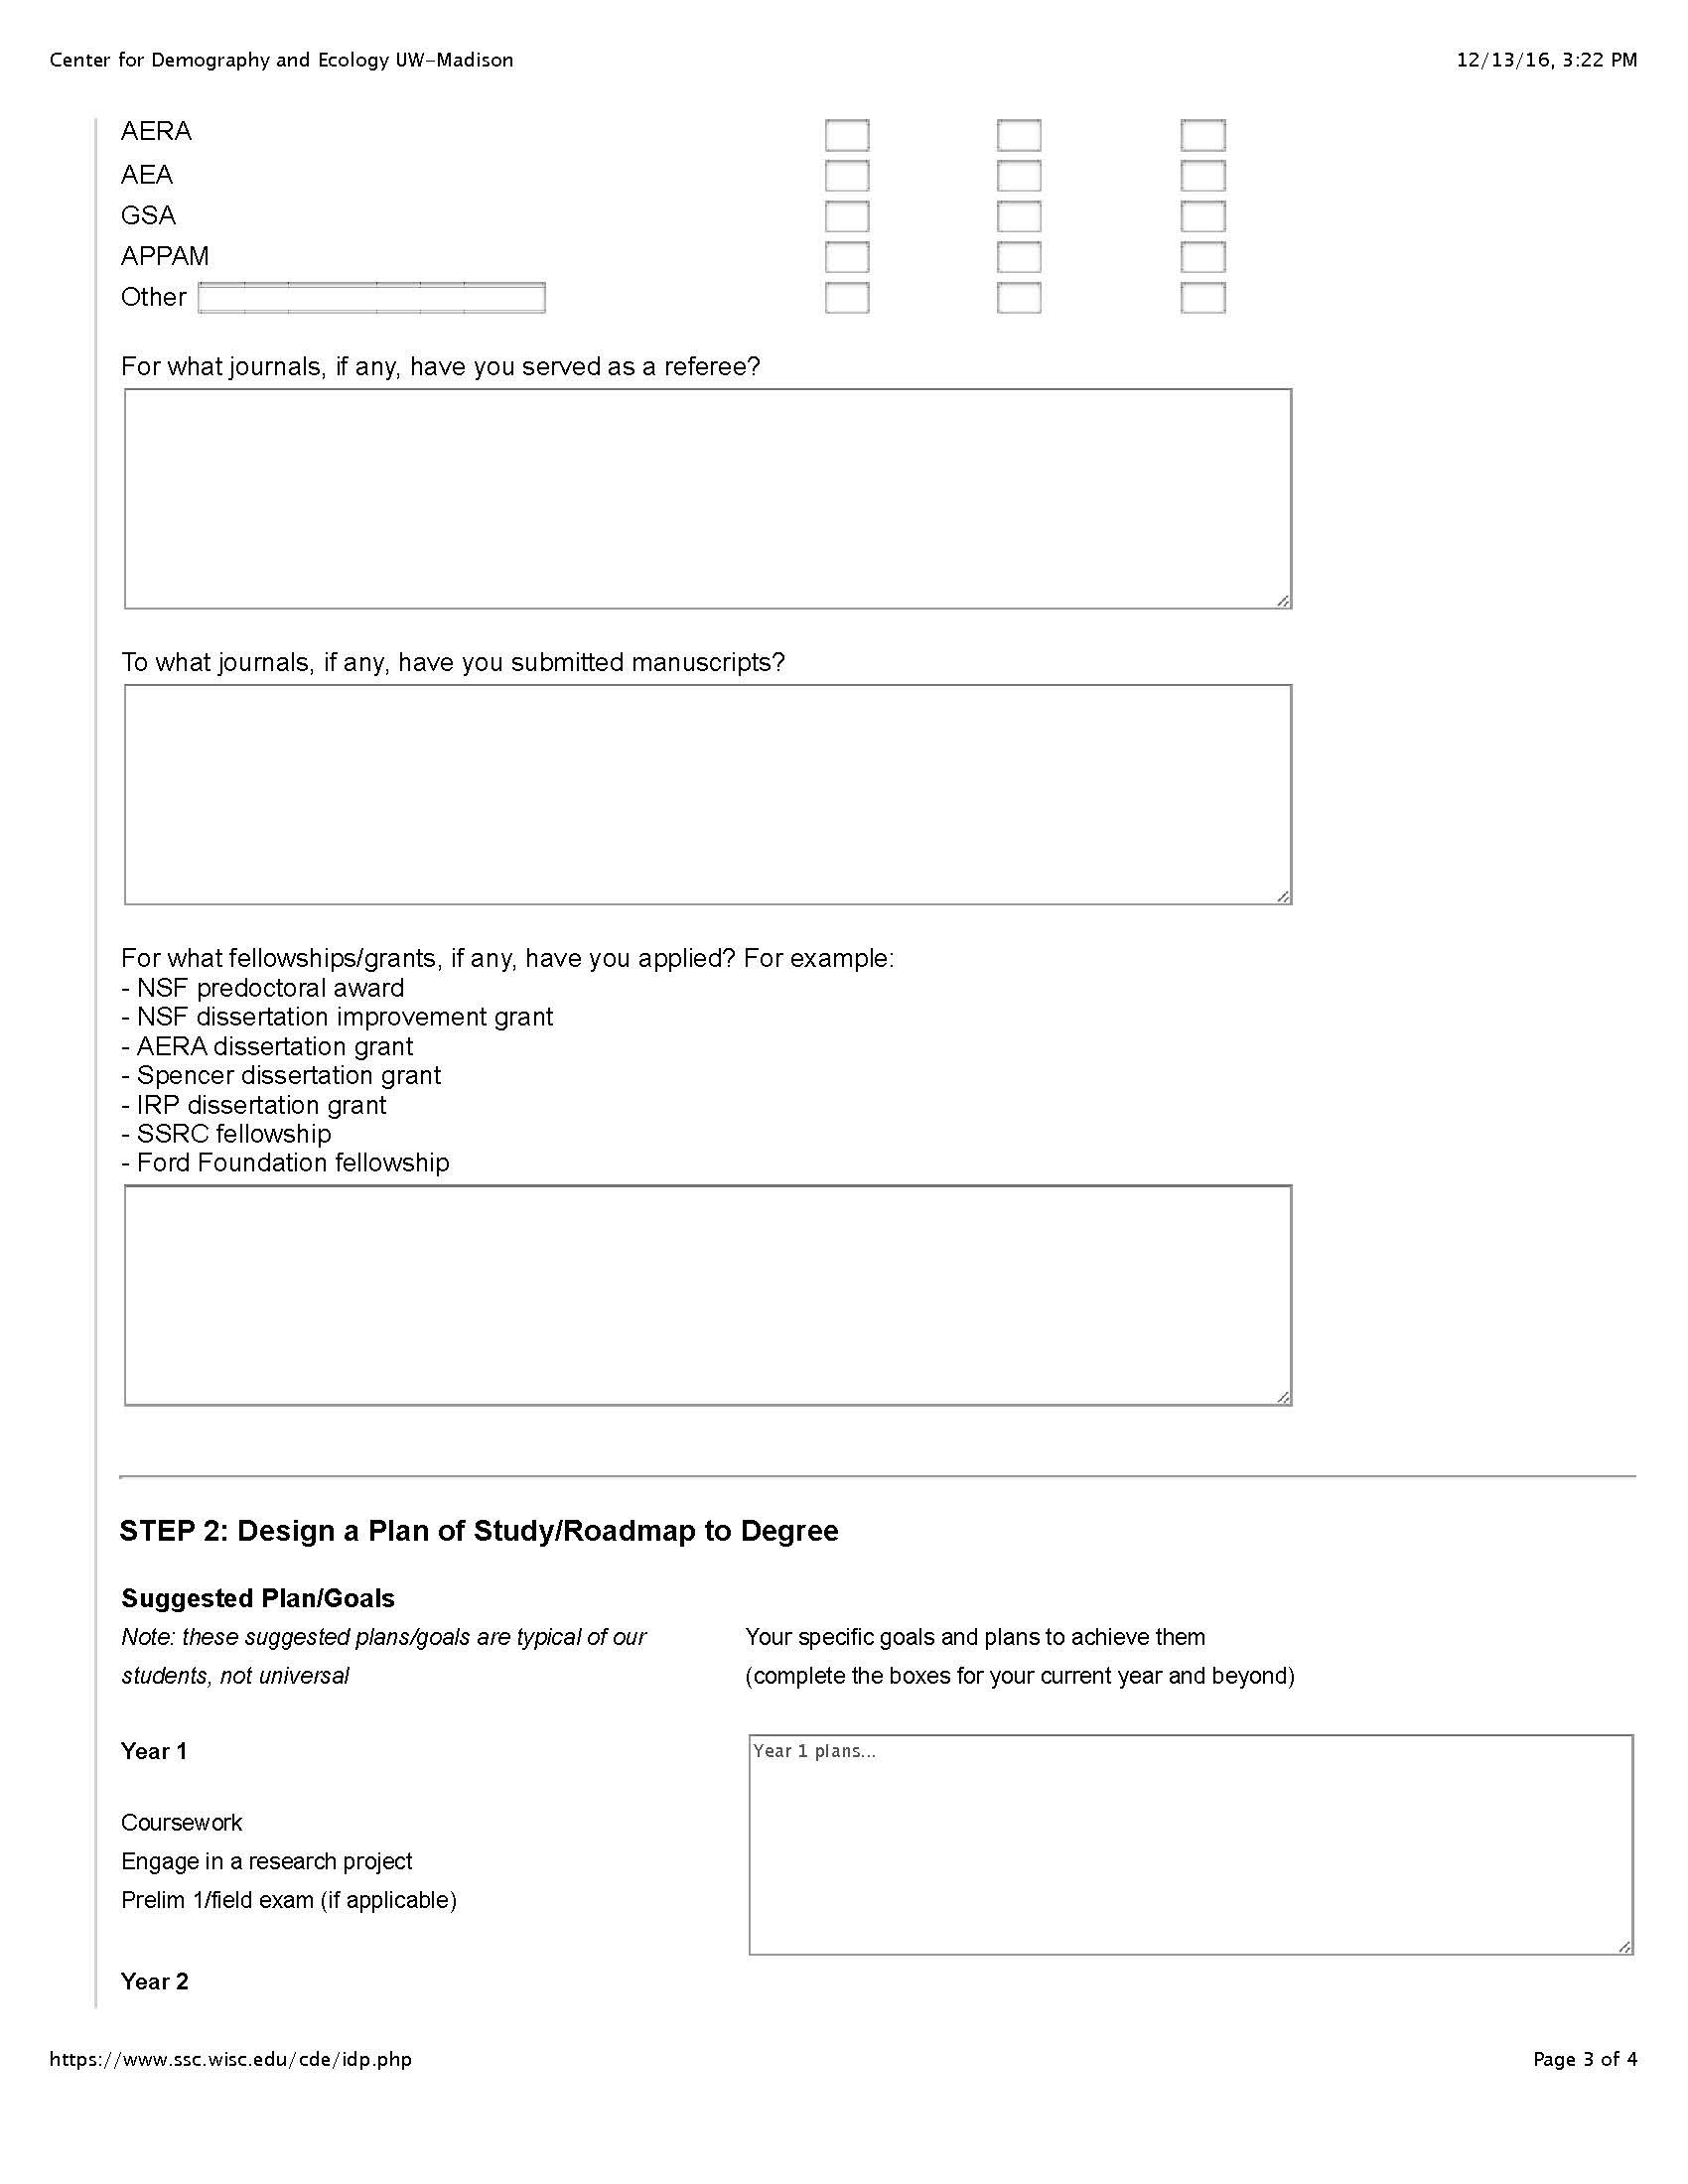 Center for Demography and Ecology UW-Madison 12/13/16, 3:22 PM
AERA
AEA
GSA
APPAM
Other
For what journals, if any, have you served as a referee?
To what journals, if any, have you submitted manuscripts?
For what fellowships/grants, if any, have you applied? For example:
- NSF predoctoral award
- NSF dissertation improvement grant
- AERA dissertation grant
- Spencer dissertation grant
- IRP dissertation grant
- SSRC fellowship
- Ford Foundation fellowship
STEP 2: Design a Plan of Study/Roadmap to Degree
Suggested Plan/Goals
Note: these suggested plans/goals are typical of our
students, not universal
Your specific goals and plans to achieve them
(complete the boxes for your current year and beyond)
Year 1
Year 1 plans...
Coursework
Engage in a research project
Prelim 1/field exam (if applicable)
Year 2
https://www.ssc.wisc.edu/cde/idp.php Page 3 of 4